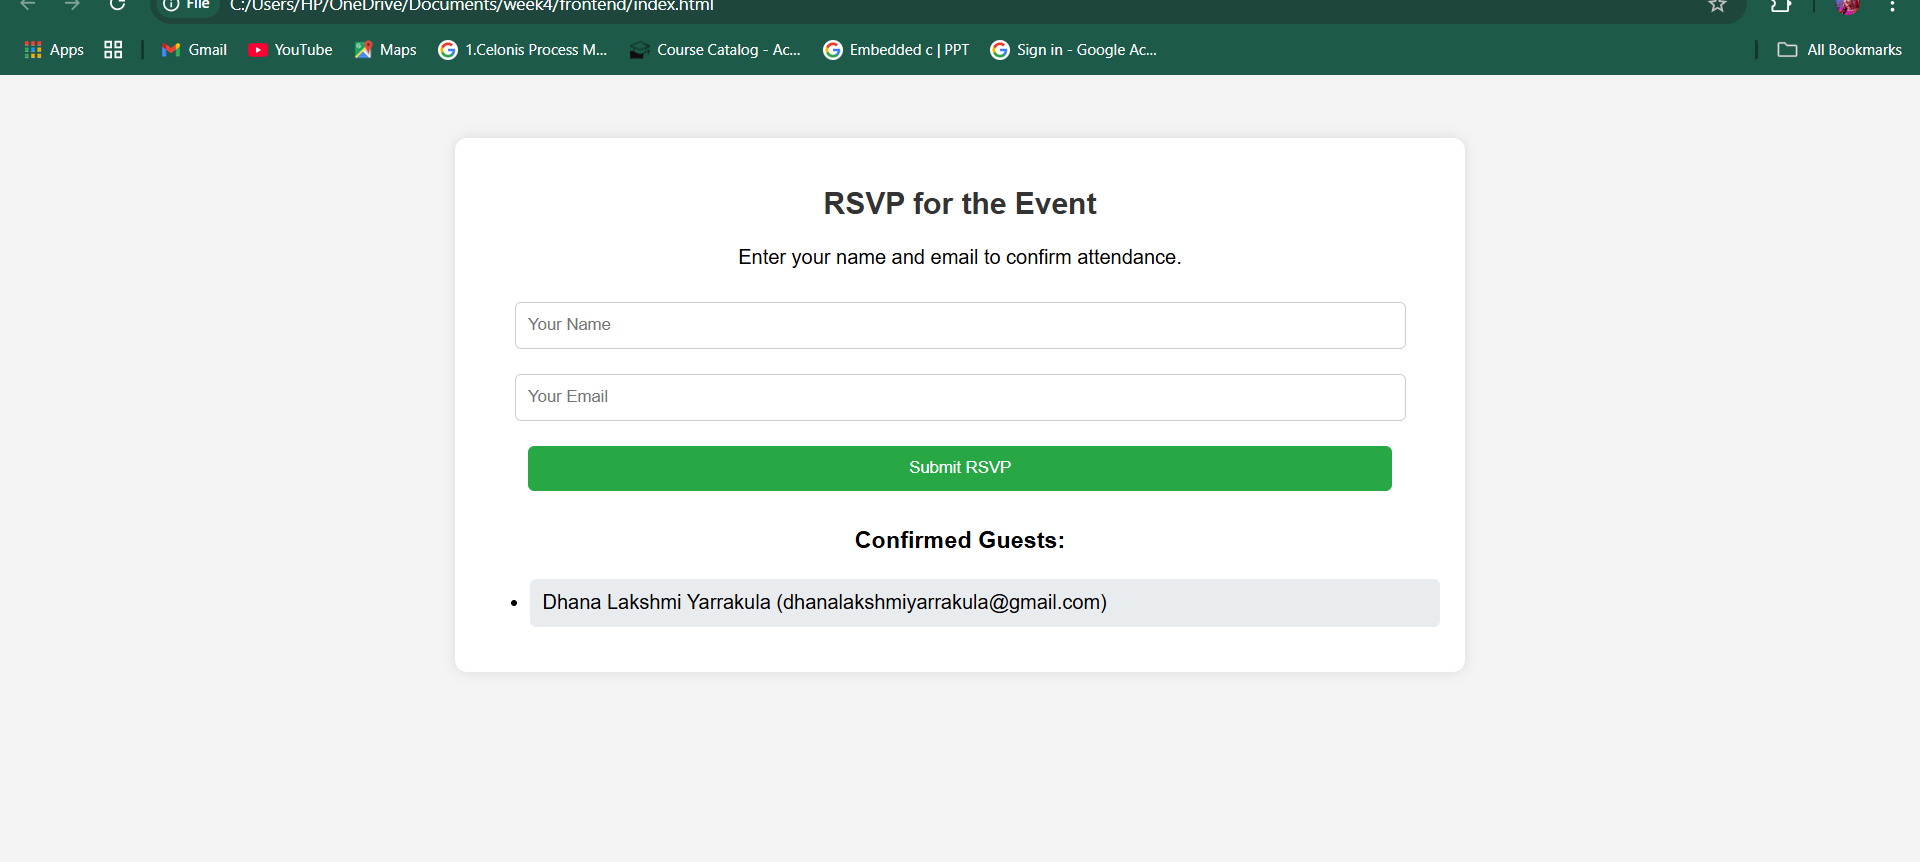 File C:/Users/HP/OneDrive/Documents/week4/frontend/index.html
Apps Gmail YouTube Maps 1.Celonis Process M... Course Catalog - Ac... Embedded c | PPT Sign in - Google Ac... All Bookmarks
RSVP for the Event
Enter your name and email to confirm attendance.
Your Name
Your Email
Submit RSVP
Confirmed Guests:
Dhana Lakshmi Yarrakula (dhanalakshmiyarrakula@gmail.com)